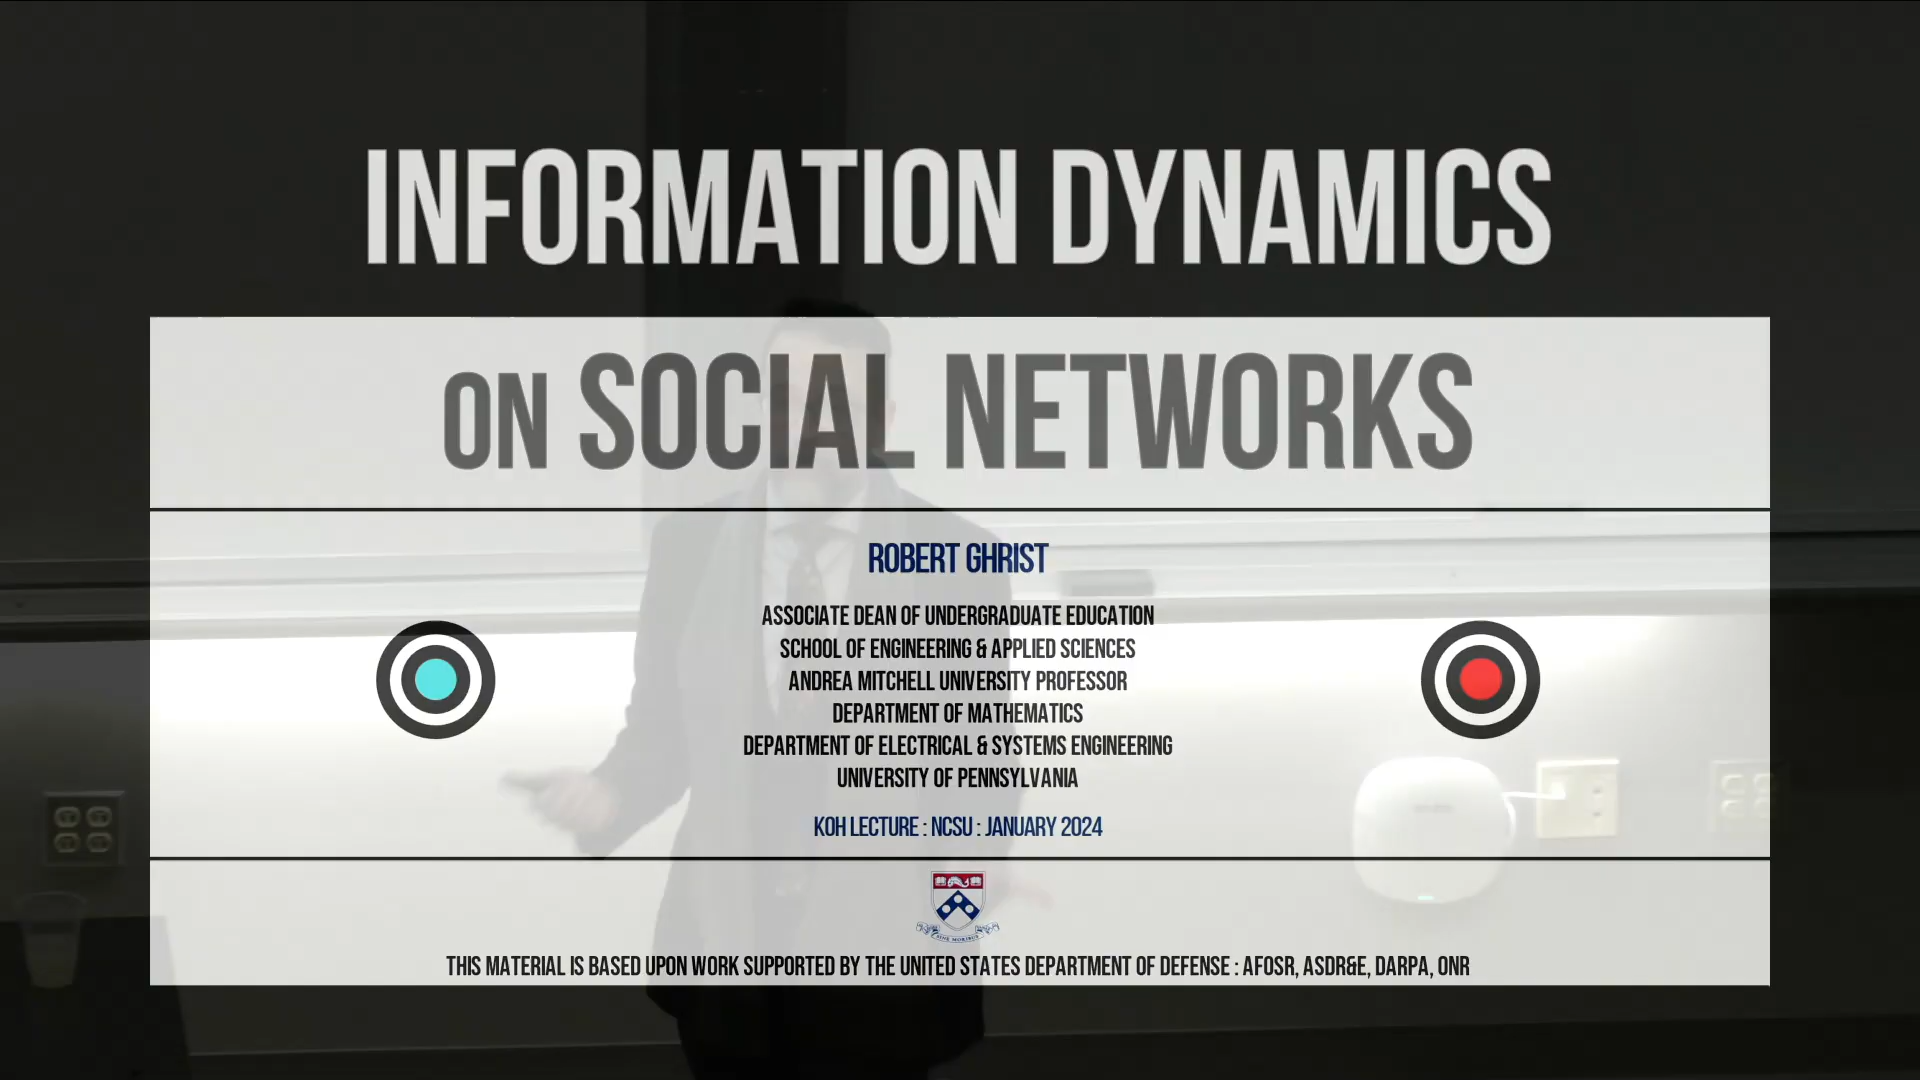 INFORMATION DYNAMICS
ON SOCIAL NETWORKS
ROBERT GHRIST
ASSOCIATE DEAN OF UNDERGRADUATE EDUCATION
SCHOOL OF ENGINEERING & APPLIED SCIENCES
ANDREA MITCHELL UNIVERSITY PROFESSOR
DEPARTMENT OF MATHEMATICS
DEPARTMENT OF ELECTRICAL & SYSTEMS ENGINEERING
UNIVERSITY OF PENNSYLVANIA
KOH LECTURE : NCSU : JANUARY 2024
THIS MATERIAL IS BASED UPON WORK SUPPORTED BY THE UNITED STATES DEPARTMENT OF DEFENSE : AFOSR, ASDR&E, DARPA, ONR